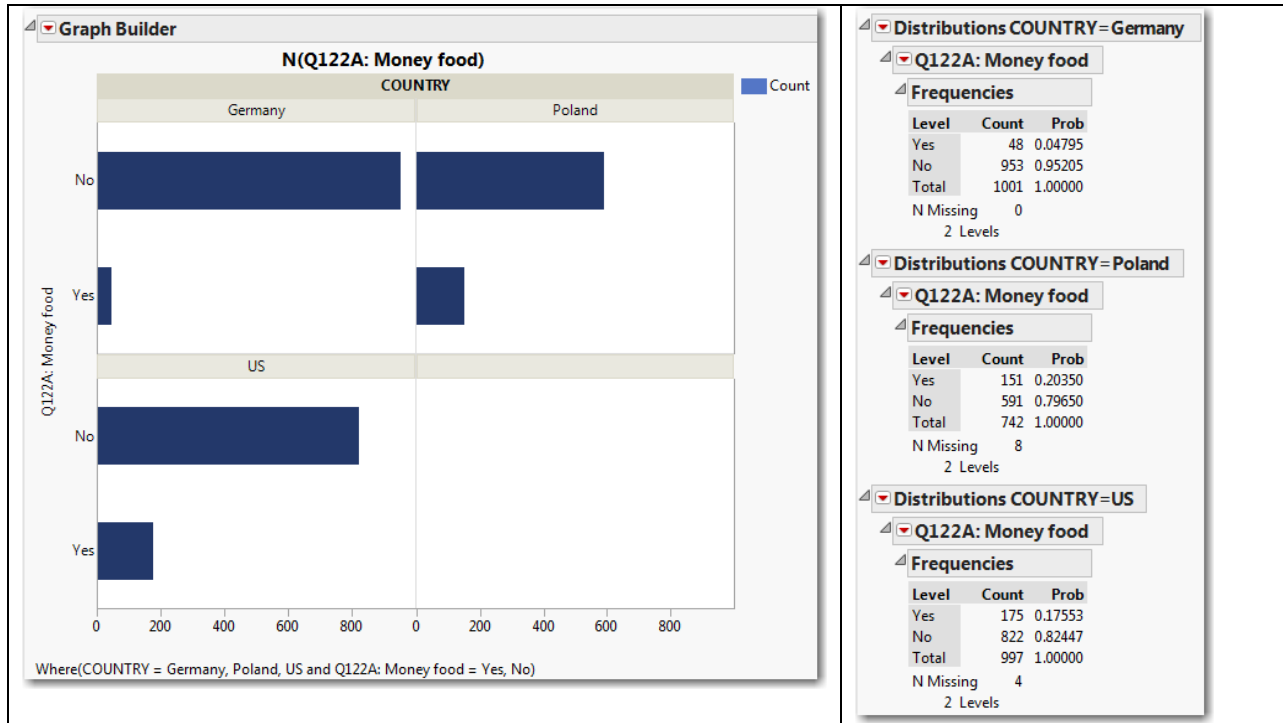 Graph Builder
N(Q122A: Money food)
COUNTRY
Germany Poland
Count
No
Yes
Q122A: Money food
US
No
Yes
0 200 400 600 800 0 200 400 600 800
Where(COUNTRY = Germany, Poland, US and Q122A: Money food = Yes, No)
Distributions COUNTRY=Germany
Q122A: Money food
Frequencies
Level Count Prob
Yes 48 0.04795
No 953 0.95205
Total 1001 1.00000
N Missing 0
2 Levels
Distributions COUNTRY=Poland
Q122A: Money food
Frequencies
Level Count Prob
Yes 151 0.20350
No 591 0.79650
Total 742 1.00000
N Missing 8
2 Levels
Distributions COUNTRY=US
Q122A: Money food
Frequencies
Level Count Prob
Yes 175 0.17553
No 822 0.82447
Total 997 1.00000
N Missing 4
2 Levels